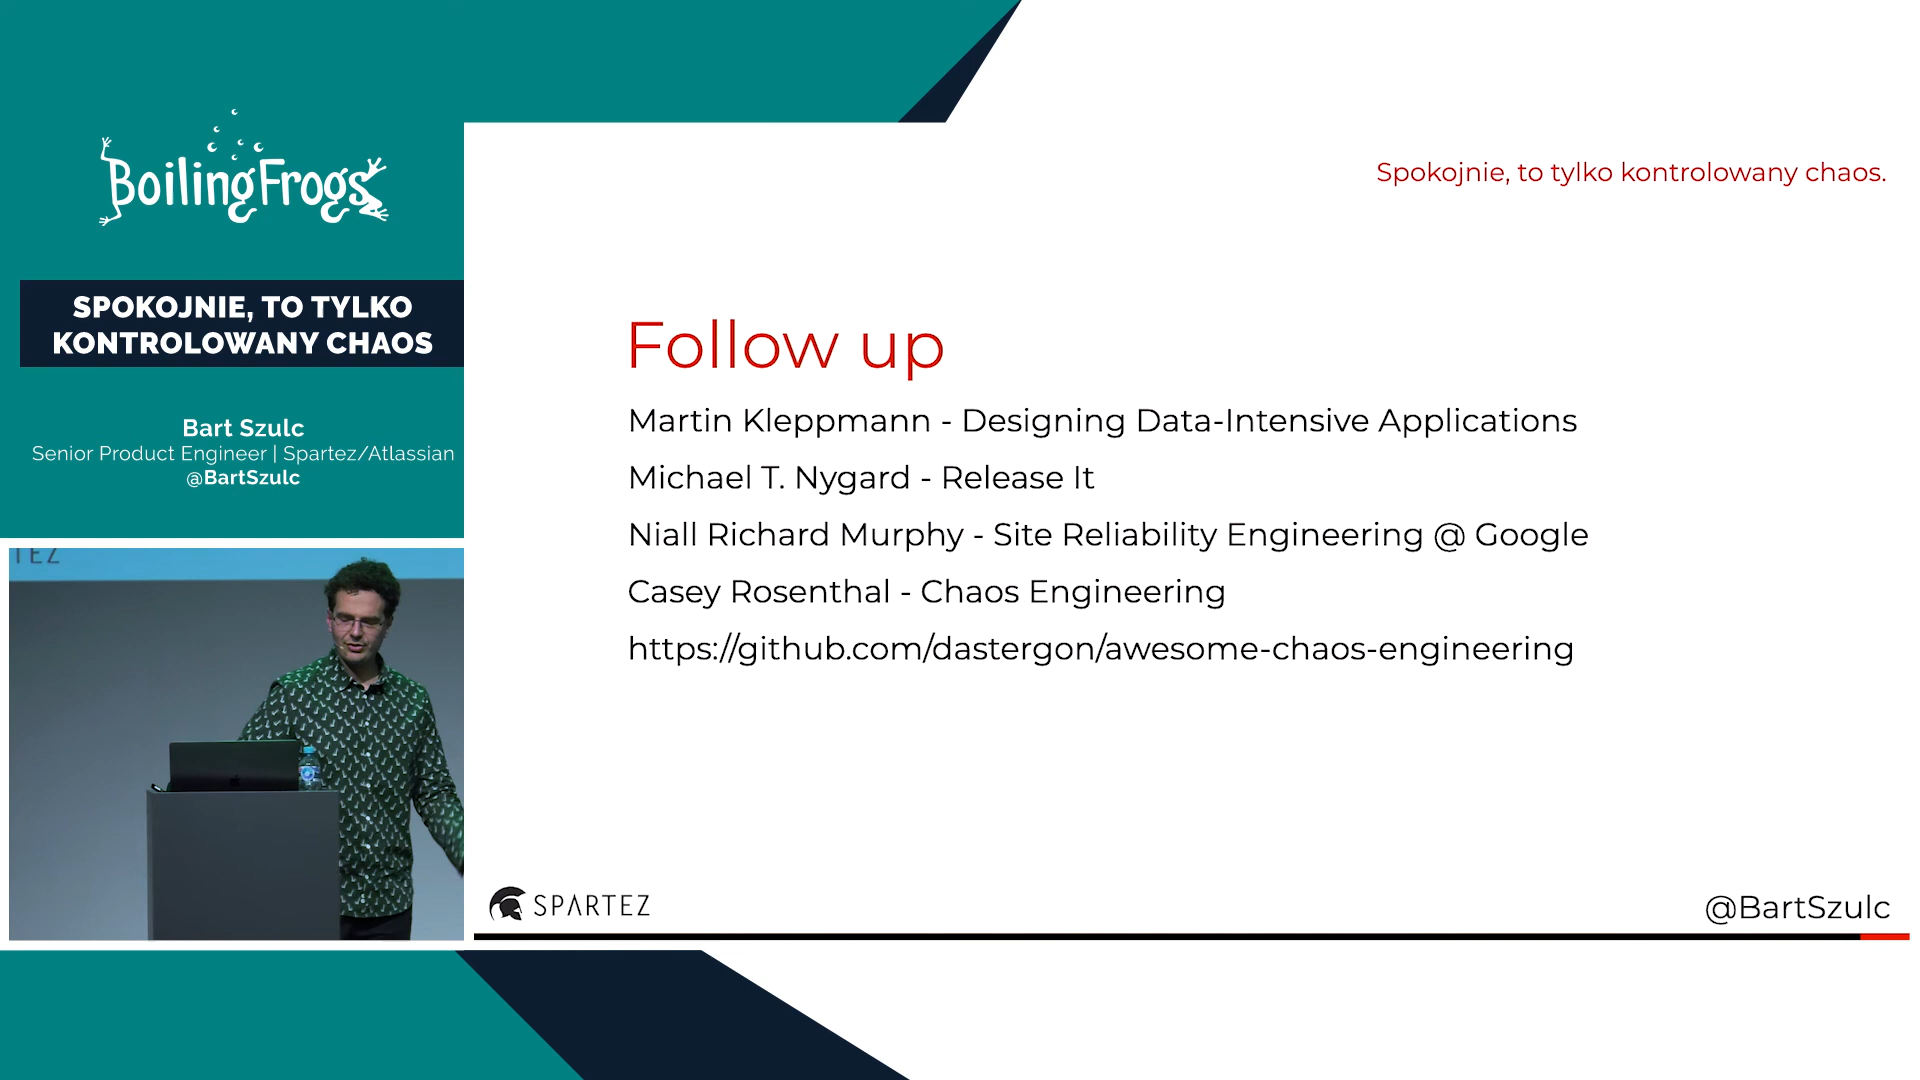 BoilingFrogs
SPOKOJNIE, TO TYLKO
KONTROLOWANY CHAOS
Bart Szulc
Senior Product Engineer | Spartez/Atlassian
@BartSzulc
TEZ
Spokojnie, to tylko kontrolowany chaos.
Follow up
Martin Kleppmann - Designing Data-Intensive Applications
Michael T. Nygard - Release It
Niall Richard Murphy - Site Reliability Engineering @ Google
Casey Rosenthal - Chaos Engineering
https://github.com/dastergon/awesome-chaos-engineering
SPARTEZ
@BartSzulc